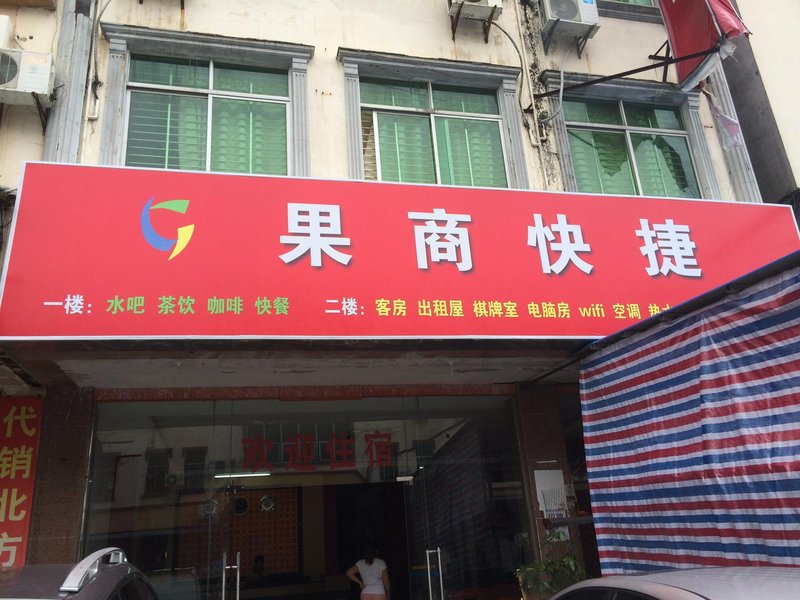 果商快捷
一楼：水吧 茶饮 咖啡 快餐 二楼：客房 出租屋 棋牌室 电脑房 wifi 空调 热
欢迎住宿
代销北方